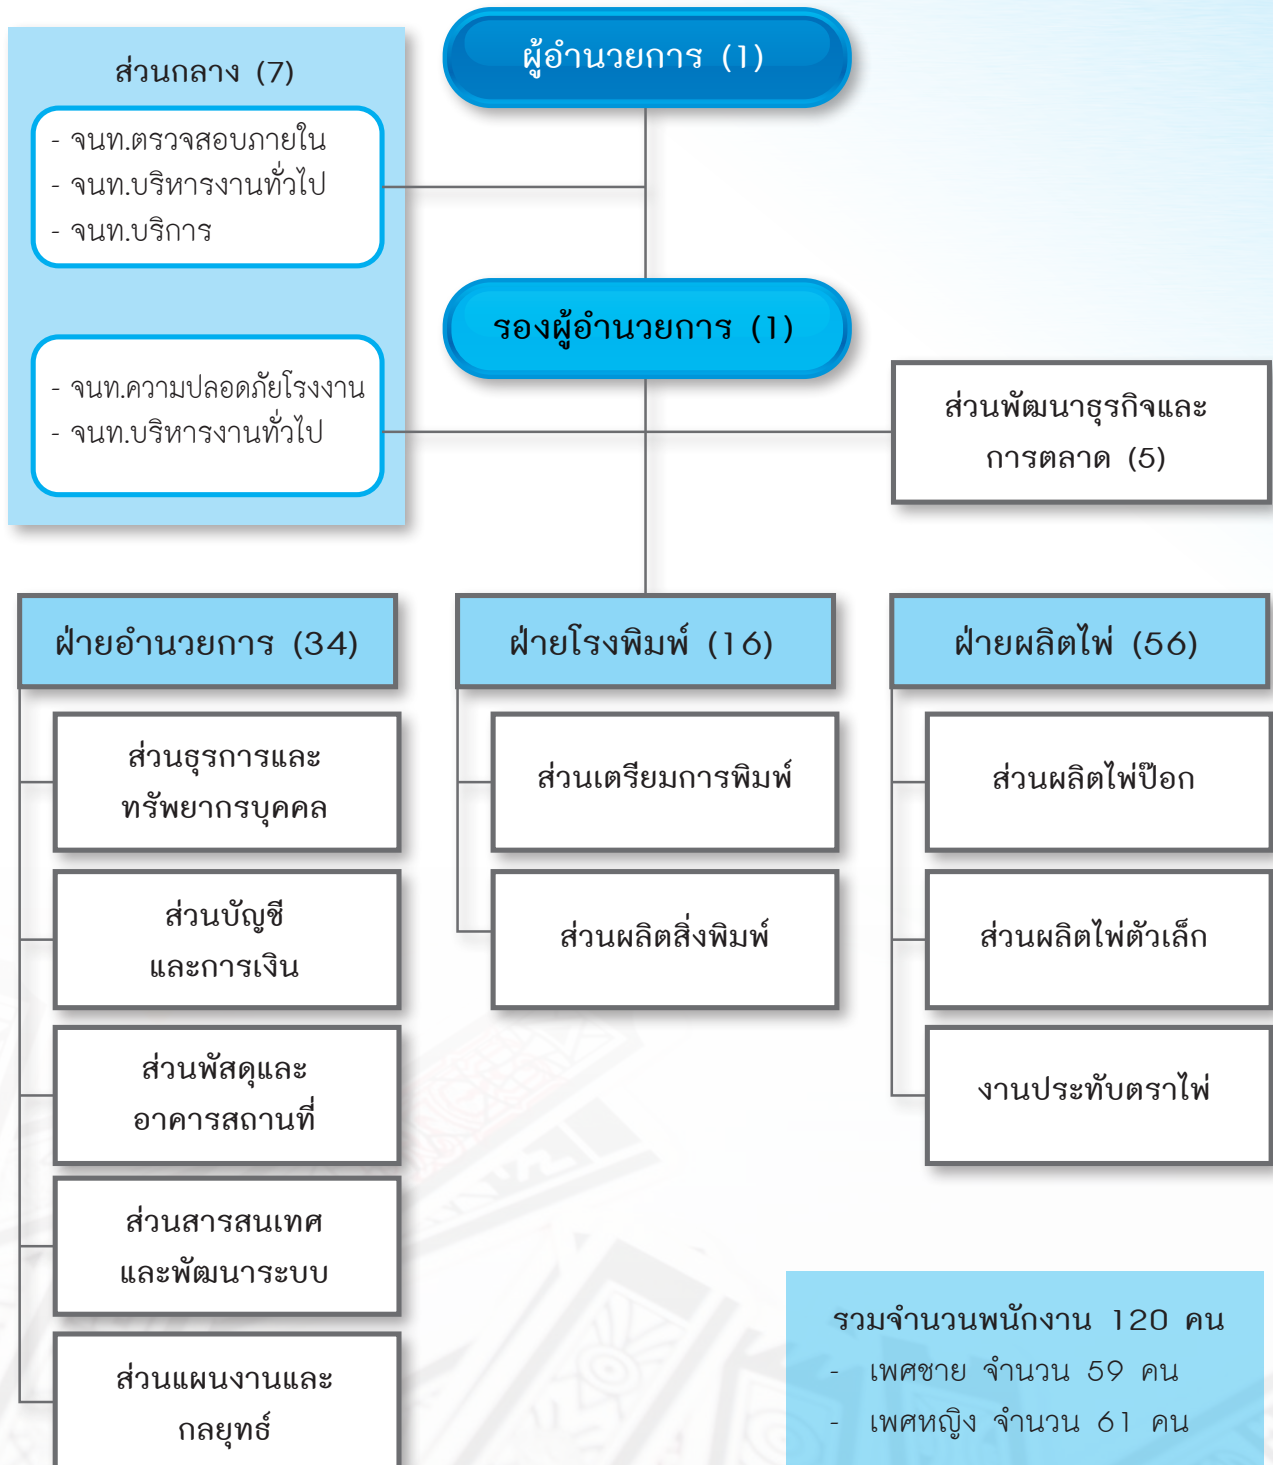 ผู้อำนวยการ (1)
ส่วนกลาง (7)
- จนท.ตรวจสอบภายใน
- จนท.บริหารงานทั่วไป
- จนท.บริการ
รองผู้อำนวยการ (1)
- จนท.ความปลอดภัยโรงงาน
- จนท.บริหารงานทั่วไป
ส่วนพัฒนาธุรกิจและ
การตลาด (5)
ฝ่ายอำนวยการ (34)
ส่วนธุรการและ
ทรัพยากรบุคคล
ส่วนบัญชี
และการเงิน
ส่วนพัสดุและ
อาคารสถานที่
ส่วนสารสนเทศ
และพัฒนาระบบ
ส่วนแผนงานและ
กลยุทธ์
ฝ่ายโรงพิมพ์ (16)
ส่วนเตรียมการพิมพ์
ส่วนผลิตสิ่งพิมพ์
ฝ่ายผลิตไพ่ (56)
ส่วนผลิตไพ่ป๊อก
ส่วนผลิตไพ่ตัวเล็ก
งานประทับตราไพ่
รวมจำนวนพนักงาน 120 คน
- เพศชาย จำนวน 59 คน
- เพศหญิง จำนวน 61 คน